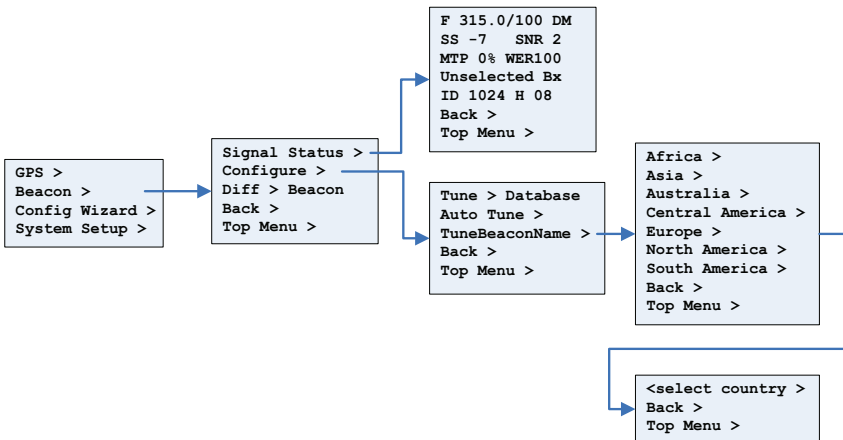 GPS >
Beacon >
Config Wizard >
System Setup >
Signal Status >
Configure >
Diff > Beacon
Back >
Top Menu >
F 315.0/100 DM
SS -7 SNR 2
MTP 0% WER100
Unselected Bx
ID 1024 H 08
Back >
Top Menu >
Tune > Database
Auto Tune >
TuneBeaconName >
Back >
Top Menu >
Africa >
Asia >
Australia >
Central America >
Europe >
North America >
South America >
Back >
Top Menu >
<select country >
Back >
Top Menu >